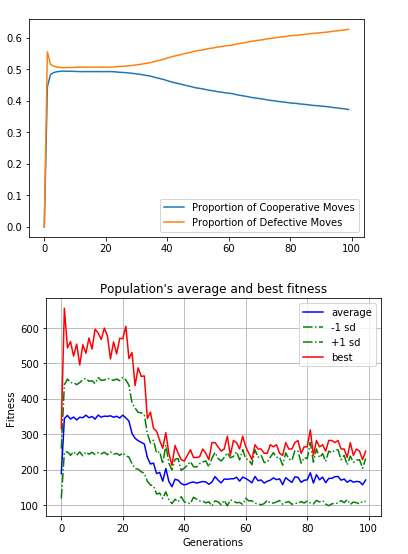 0.6
0.5
0.4
0.3
0.2
0.1
0.0
Proportion of Cooperative Moves
Proportion of Defective Moves
0 20 40 60 80 100
Population's average and best fitness
600
500
400
300
200
100
Fitness
average
-1 sd
+1 sd
best
0 20 40 60 80 100
Generations